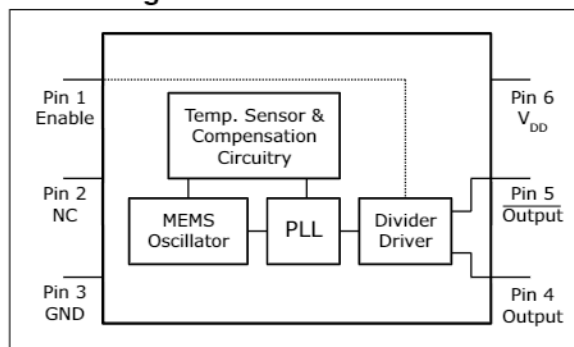 Pin 1
Enable
Pin 2
NC
Pin 3
GND
Temp. Sensor &
Compensation
Circuitry
MEMS
Oscillator
PLL
Divider
Driver
Pin 6
VDD
Pin 5
Output
Pin 4
Output